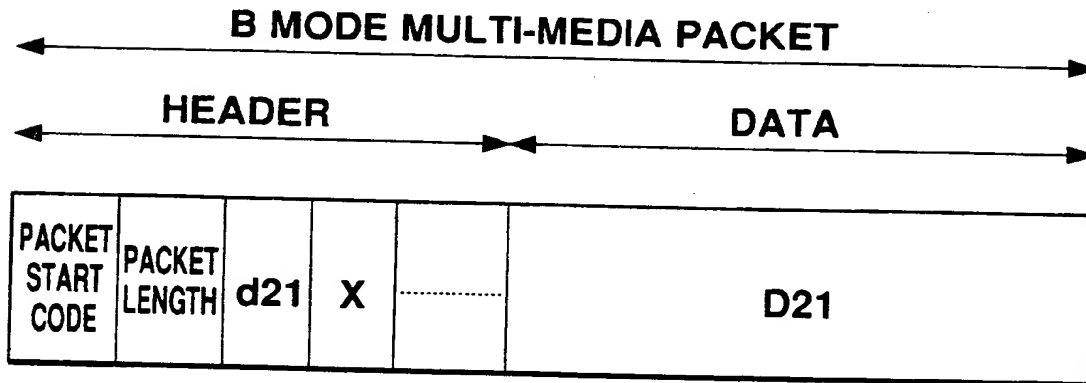 B MODE MULTI-MEDIA PACKET
HEADER
DATA
PACKET
START
CODE
PACKET
LENGTH
d21
X
D21